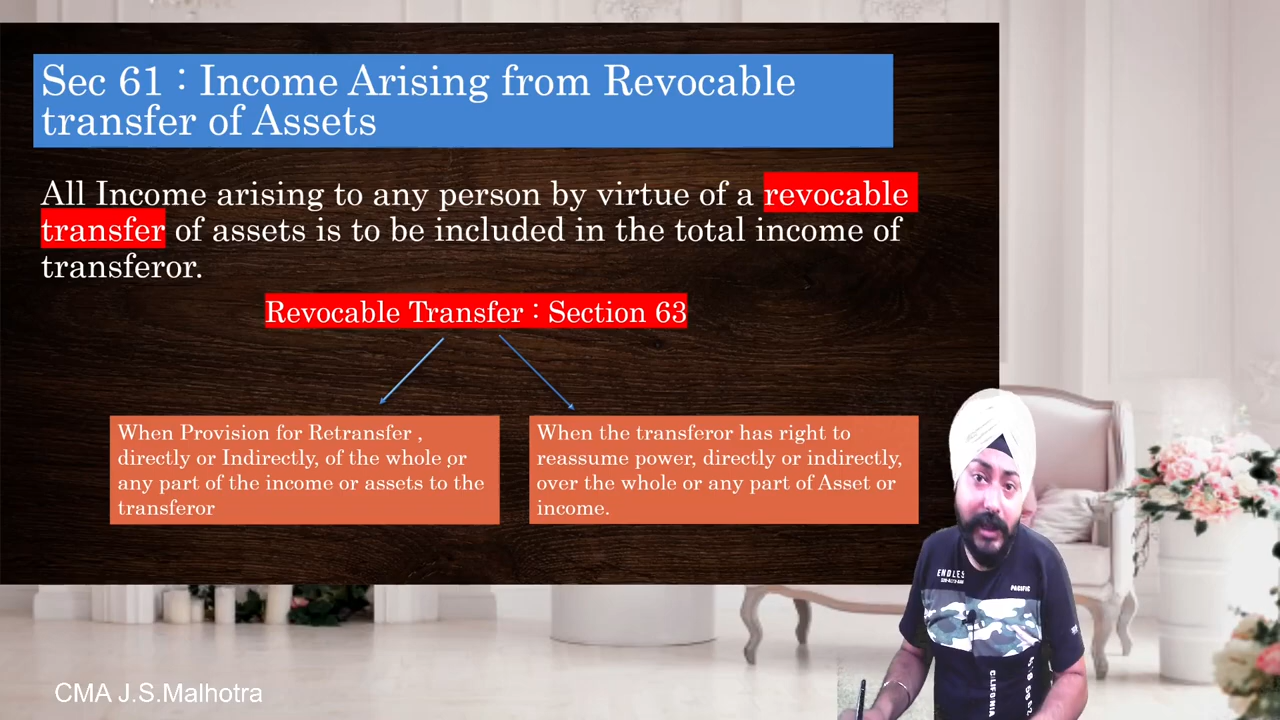 Sec 61 : Income Arising from Revocable
transfer of Assets
All Income arising to any person by virtue of a revocable
transfer of assets is to be included in the total income of
transferor.
Revocable Transfer : Section 63
When Provision for Retransfer ,
directly or Indirectly, of the whole or
any part of the income or assets to the
transferor
When the transferor has right to
reassume power, directly or indirectly,
over the whole or any part of Asset or
income.
ENDLES
PACIFIC
CMA J.S.Malhotra